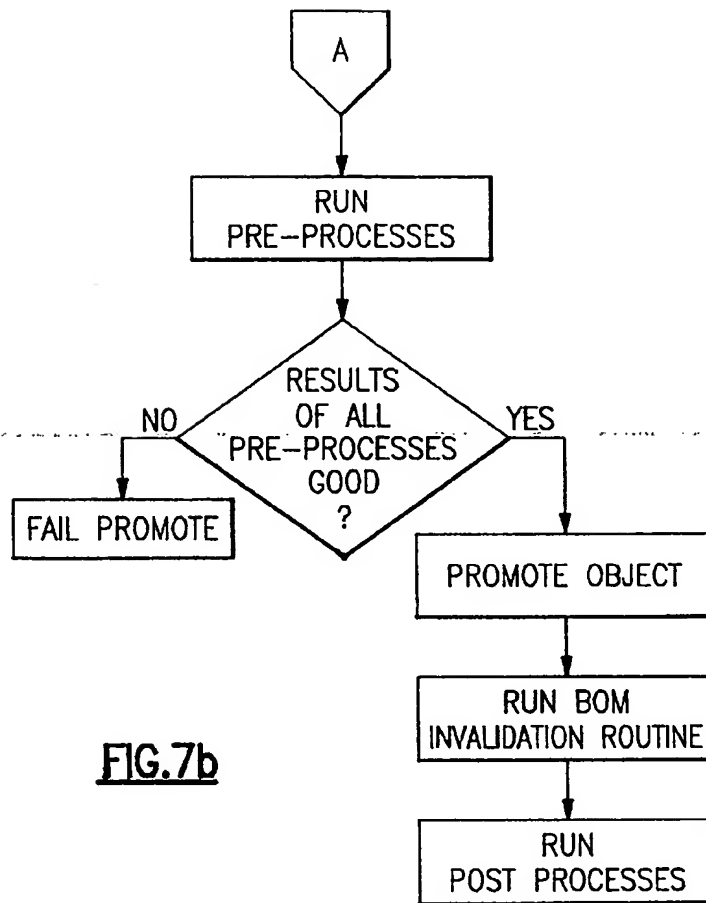 A
RUN
PRE-PROCESSES
RESULTS
OF ALL
PRE-PROCESSES
GOOD
?
NO
YES
FAIL PROMOTE
PROMOTE OBJECT
RUN BOM
INVALIDATION ROUTINE
RUN
POST PROCESSES
FIG.7b